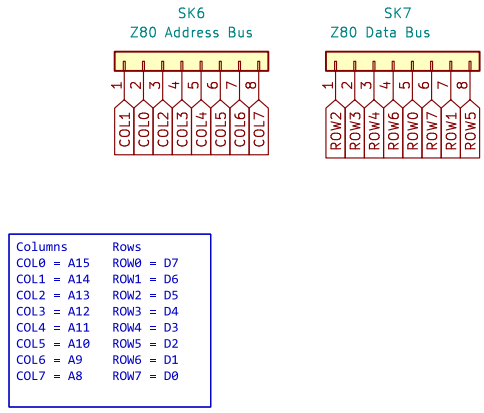 SK6
Z80 Address Bus
1 2 3 4 5 6 7 8
COL1 COL0 COL2 COL3 COL4 COL5 COL6 COL7
SK7
Z80 Data Bus
1 2 3 4 5 6 7 8
ROW2 ROW3 ROW4 ROW6 ROW0 ROW7 ROW1 ROW5
Columns Rows
COL0 = A15 ROW0 = D7
COL1 = A14 ROW1 = D6
COL2 = A13 ROW2 = D5
COL3 = A12 ROW3 = D4
COL4 = A11 ROW4 = D3
COL5 = A10 ROW5 = D2
COL6 = A9 ROW6 = D1
COL7 = A8 ROW7 = D0